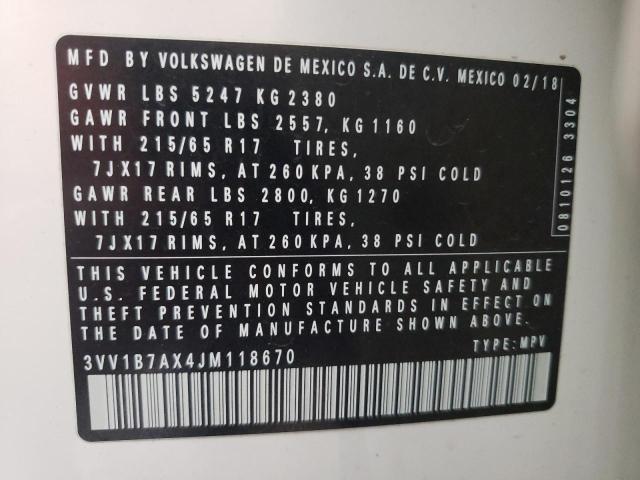 MFD BY VOLKSWAGEN DE MEXICO S.A. DE C.V. MEXICO 02/18
GVWR LBS 5247 KG 2380
GAWR FRONT LBS 2557, KG 1160
WITH 215/65 R17 TIRES,
7JX17 RIMS, AT 260 KPA, 38 PSI COLD
GAWR REAR LBS 2800, KG 1270
WITH 215/65 R17 TIRES,
7JX17 RIMS, AT 260 KPA, 38 PSI COLD
0810126 3304
THIS VEHICLE CONFORMS TO ALL APPLICABLE
U.S. FEDERAL MOTOR VEHICLE SAFETY AND
THEFT PREVENTION STANDARDS IN EFFECT ON
THE DATE OF MANUFACTURE SHOWN ABOVE.
3VV1B7AX4JM118670 TYPE: MPV